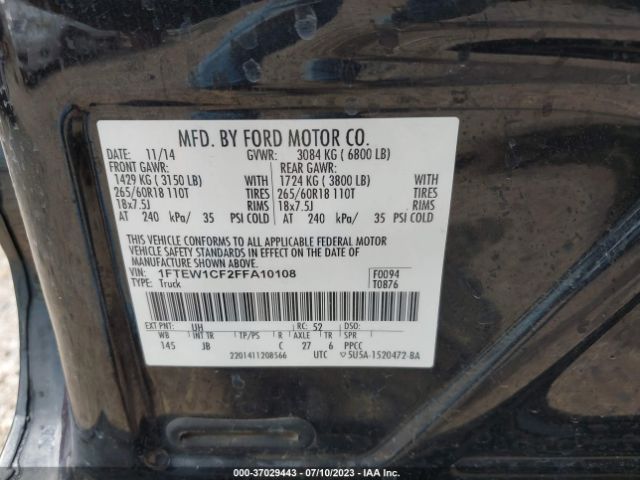 MFD. BY FORD MOTOR CO.
DATE: 11/14 GVWR: 3084 KG ( 6800 LB)
FRONT GAWR: REAR GAWR:
1429 KG ( 3150 LB) WITH 1724 KG ( 3800 LB) WITH
265/60R18 110T TIRES 265/60R18 110T TIRES
18x7.5J RIMS 18x7.5J RIMS
AT 240 kPa/ 35 PSI COLD AT 240 kPa/ 35 PSI COLD
THIS VEHICLE CONFORMS TO ALL APPLICABLE FEDERAL MOTOR
VEHICLE SAFETY STANDARDS IN EFFECT ON THE DATE OF
MANUFACTURE SHOWN ABOVE.
VIN: 1FTEW1CF2FFA10108 F0094
TYPE: Truck T0876
EXT PNT: UH RC: 52 DSO:
WB INT TR TP/PS R AXLE TR SPR
145 JB C 27 6 PPCC
2201411208566 UTC 5U5A-1520472-BA
000-37029443 - 07/10/2023 - IAA Inc.